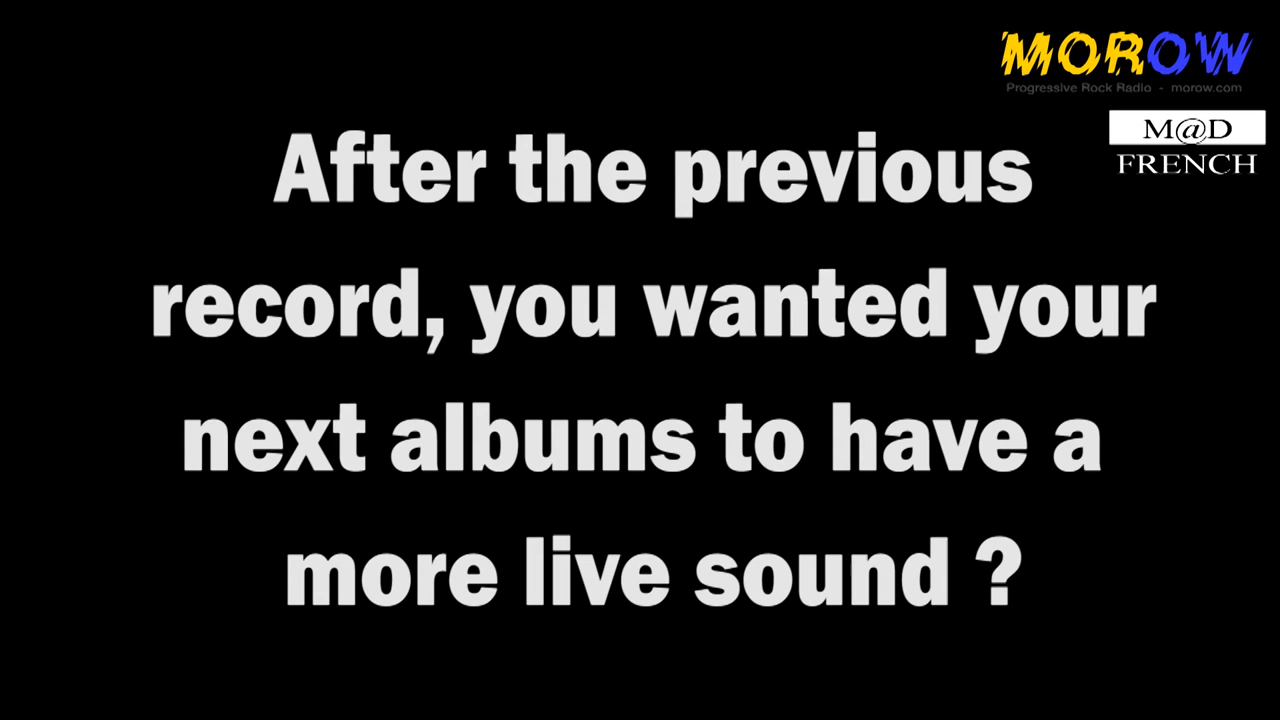 MOROW
Progressive Rock Radio - morow.com
M@D
FRENCH
After the previous
record, you wanted your
next albums to have a
more live sound ?